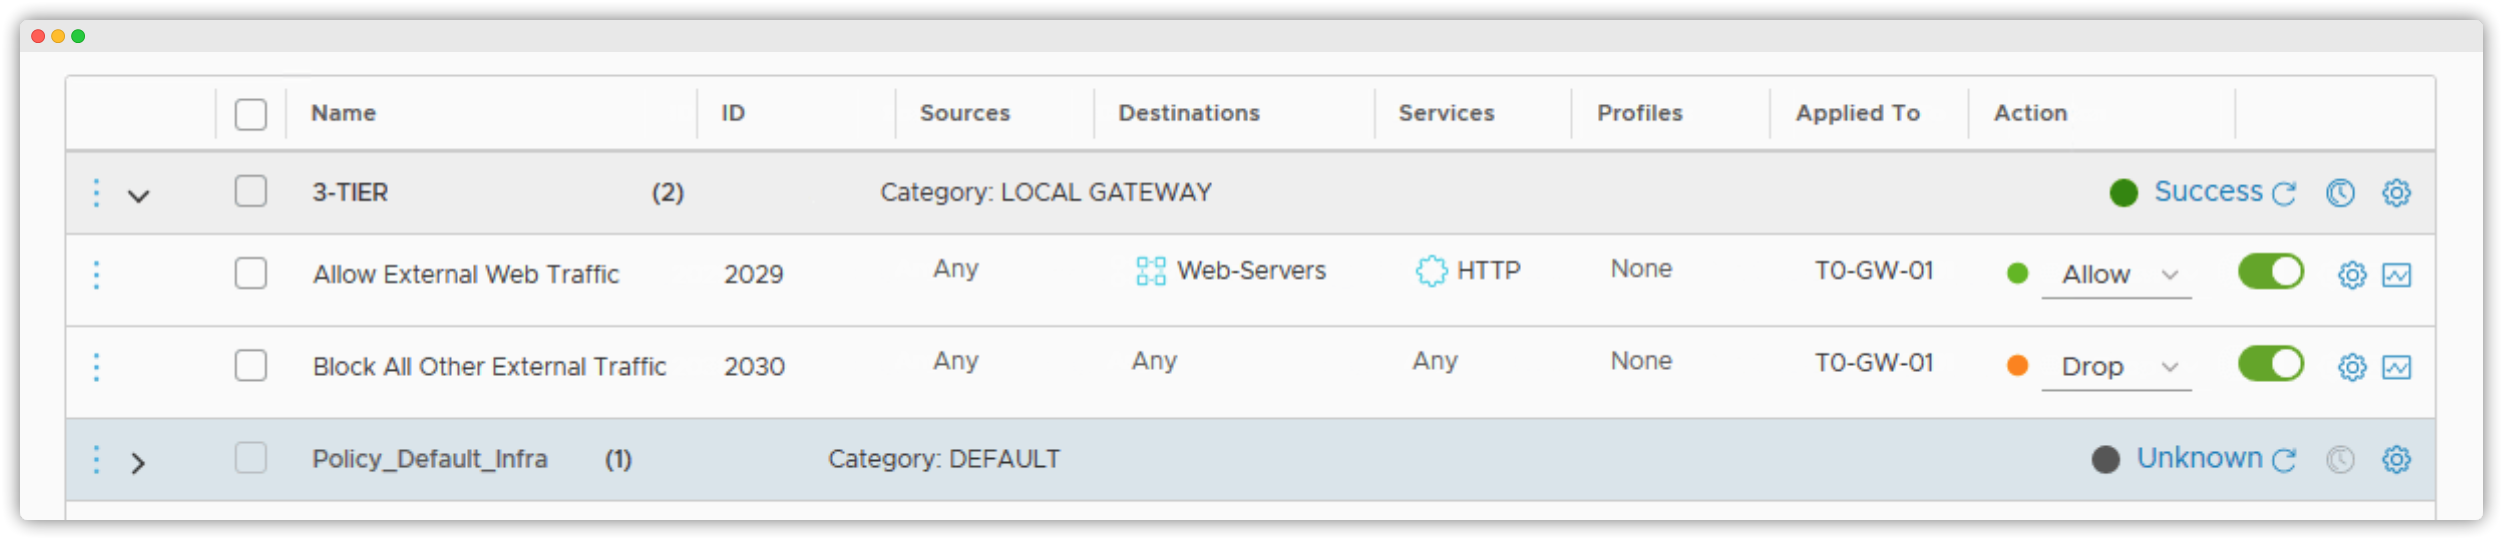 Name ID Sources Destinations Services Profiles Applied To Action
3-TIER (2) Category: LOCAL GATEWAY Success
Allow External Web Traffic 2029 Any Web-Servers HTTP None T0-GW-01 Allow
Block All Other External Traffic 2030 Any Any Any None T0-GW-01 Drop
Policy_Default_Infra (1) Category: DEFAULT Unknown